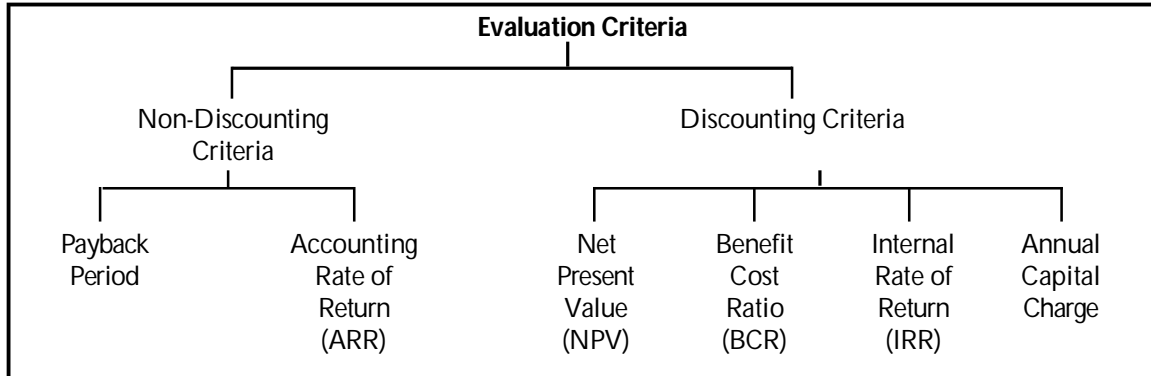 Evaluation Criteria
Non-Discounting
Criteria
Discounting Criteria
Payback
Period
Accounting
Rate of
Return
(ARR)
Net
Present
Value
(NPV)
Benefit
Cost
Ratio
(BCR)
Internal
Rate of
Return
(IRR)
Annual
Capital
Charge